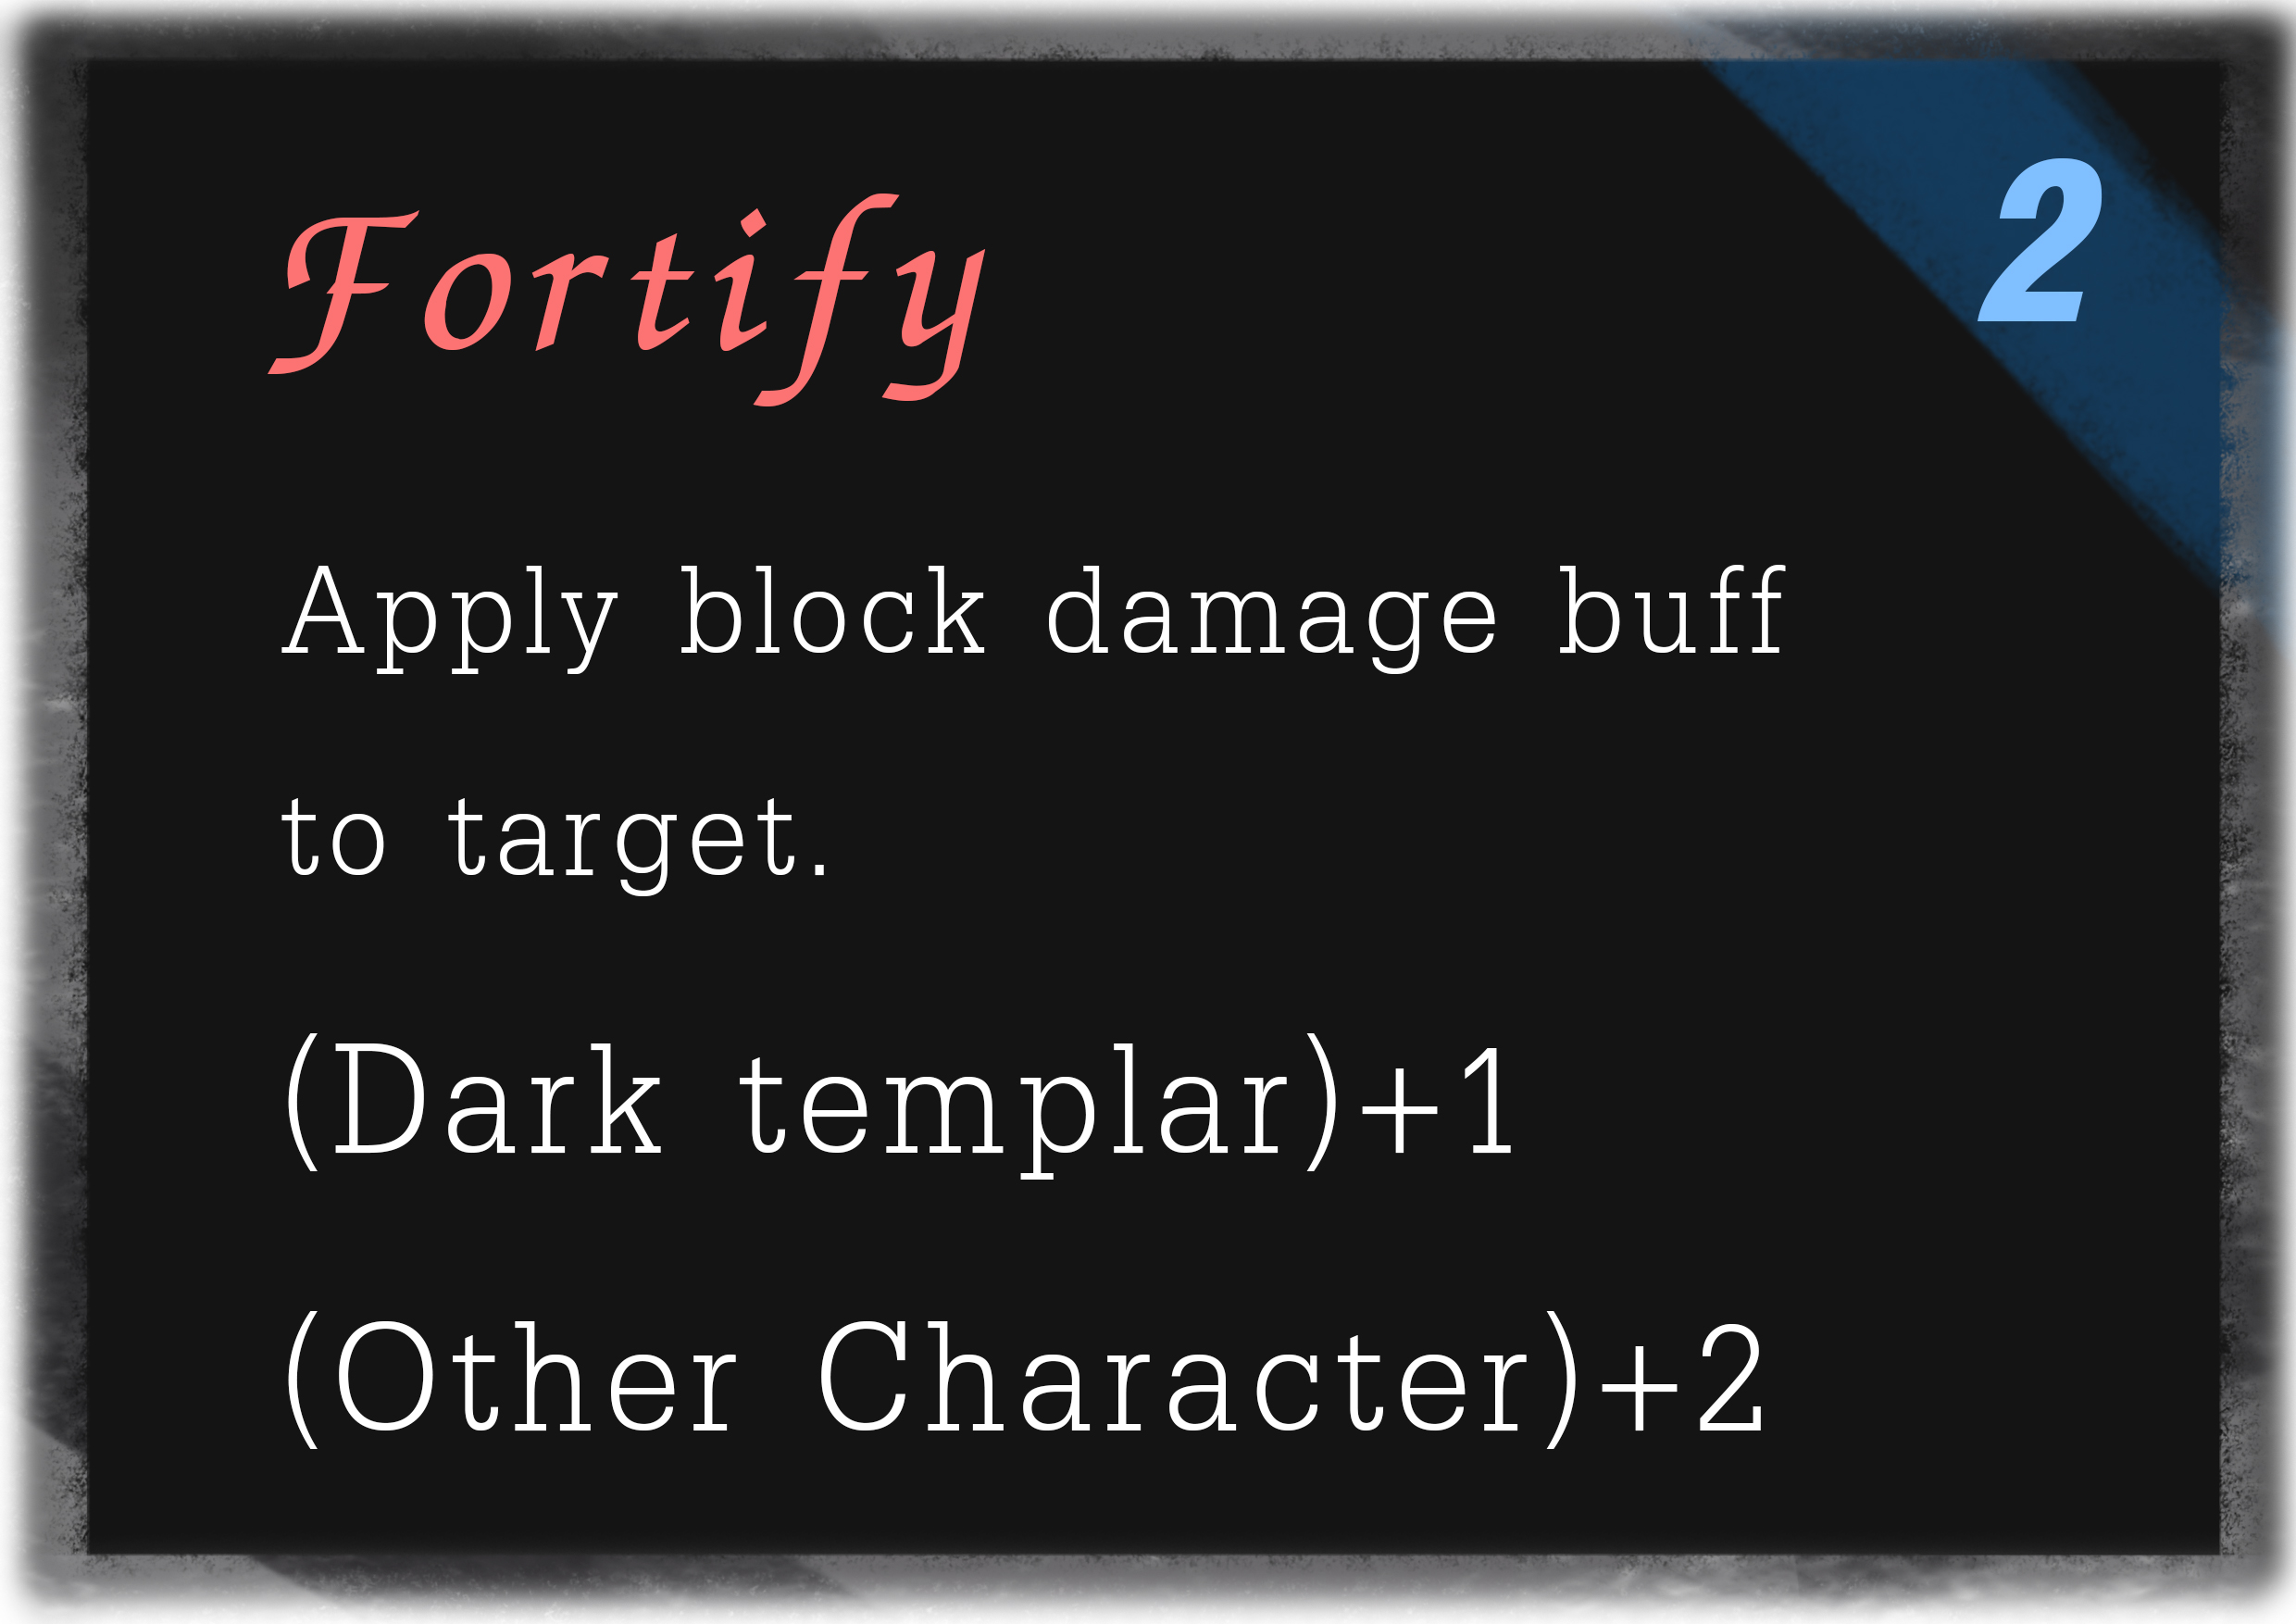 Fortify
2
Apply block damage buff
to target.
(Dark templar)+1
(Other Character)+2